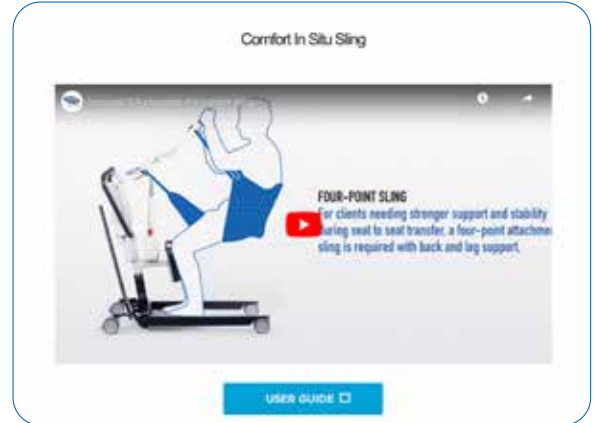 Comfort In Situ Sling
FOUR-POINT SLING
For clients needing stronger support and stability
during seat to seat transfer, a four-point attachme
sling is required with back and leg support.
USER GUIDE